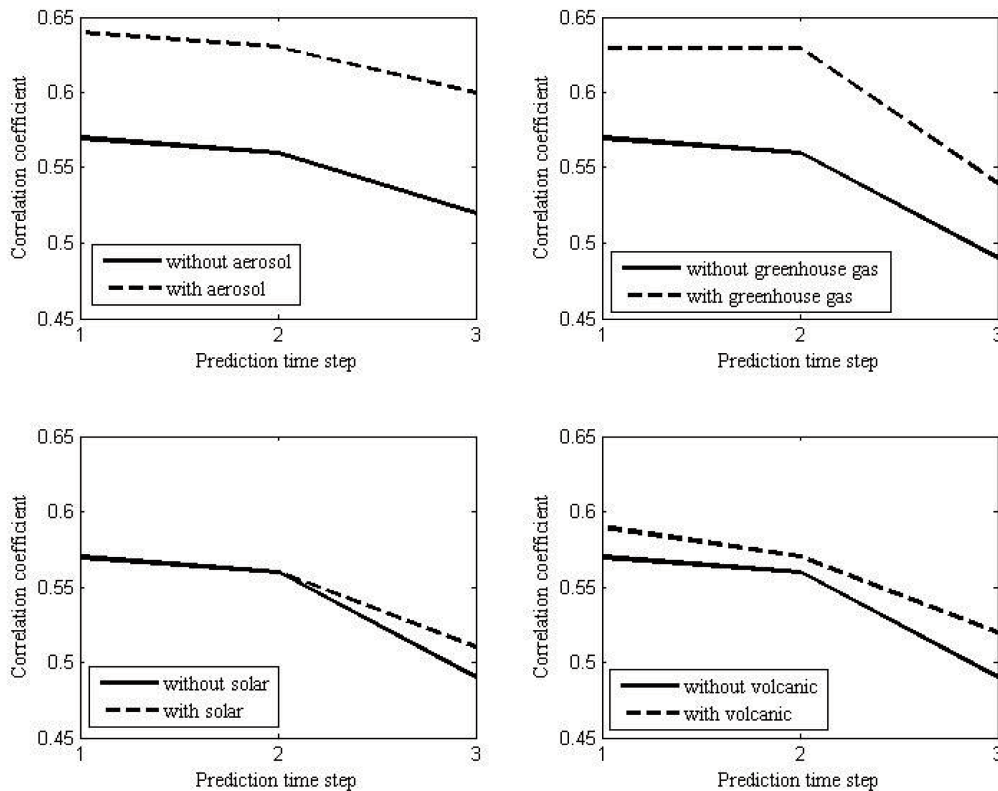 0.65
0.6
0.55
0.5
0.45
Correlation coefficient
without aerosol
with aerosol
1 2 3
Prediction time step
0.65
0.6
0.55
0.5
0.45
Correlation coefficient
without greenhouse gas
with greenhouse gas
1 2 3
Prediction time step
0.65
0.6
0.55
0.5
0.45
Correlation coefficient
without solar
with solar
1 2 3
Prediction time step
0.65
0.6
0.55
0.5
0.45
Correlation coefficient
without volcanic
with volcanic
1 2 3
Prediction time step